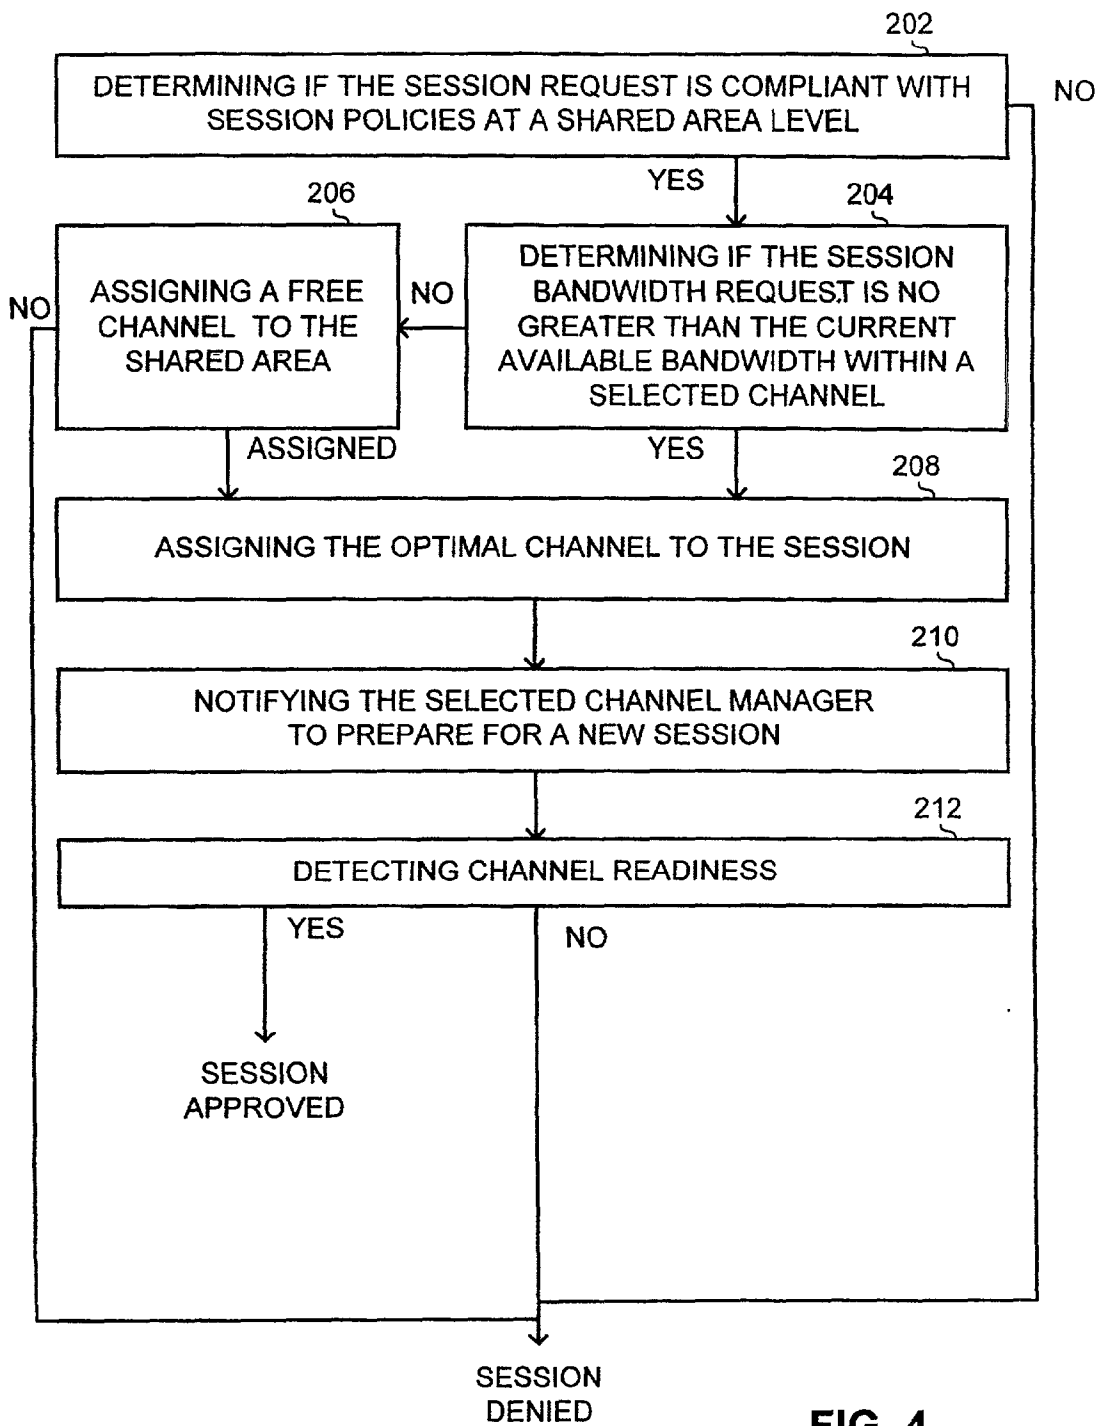 202
DETERMINING IF THE SESSION REQUEST IS COMPLIANT WITH
SESSION POLICIES AT A SHARED AREA LEVEL
NO
YES
206
204
NO
ASSIGNING A FREE
CHANNEL TO THE
SHARED AREA
NO
DETERMINING IF THE SESSION
BANDWIDTH REQUEST IS NO
GREATER THAN THE CURRENT
AVAILABLE BANDWIDTH WITHIN A
SELECTED CHANNEL
ASSIGNED
YES
208
ASSIGNING THE OPTIMAL CHANNEL TO THE SESSION
210
NOTIFYING THE SELECTED CHANNEL MANAGER
TO PREPARE FOR A NEW SESSION
212
DETECTING CHANNEL READINESS
YES
NO
SESSION
APPROVED
SESSION
DENIED
FIG. 4